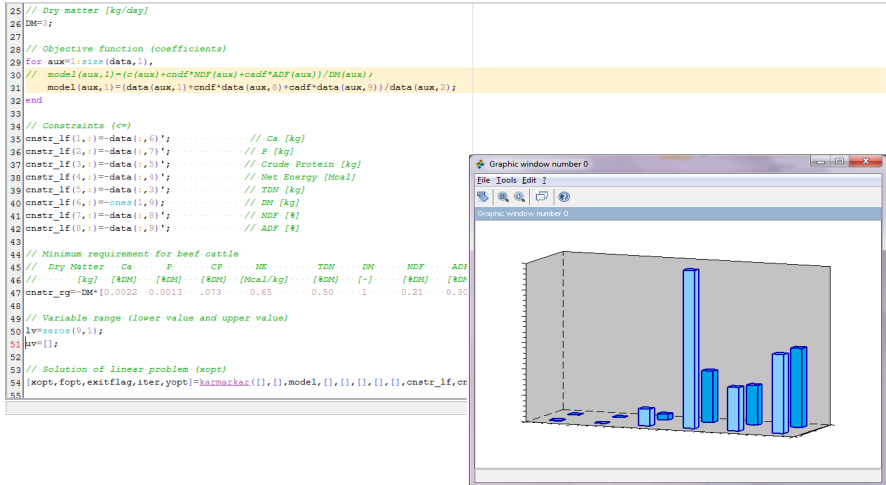 25 // Dry matter [kg/day]
26 DM=3;
27
28 // Objective function (coefficients)
29 for aux=1:size(data,1),
30 // model(aux,1)=(c(aux)+cndf*NDF(aux)+cadf*ADF(aux))/DM(aux);
31 model(aux,1)=(data(aux,1)+cndf*data(aux,8)+cadf*data(aux,9))/data(aux,2);
32 end
33
34 // Constraints (<=)
35 cnstr_lf(1,:)=-data(:,6)'; // Ca [kg]
36 cnstr_lf(2,:)=-data(:,7)'; // P [kg]
37 cnstr_lf(3,:)=-data(:,5)'; // Crude Protein [kg]
38 cnstr_lf(4,:)=-data(:,4)'; // Net Energy [Mcal]
39 cnstr_lf(5,:)=-data(:,3)'; // TDN [kg]
40 cnstr_lf(6,:)=-ones(1,9); // DM [kg]
41 cnstr_lf(7,:)=-data(:,8)'; // NDF [%]
42 cnstr_lf(8,:)=-data(:,9)'; // ADF [%]
43
44 // Minimum requirement for beef cattle
45 // Dry Matter Ca P CP NE TDN DM NDF ADF
46 // [kg] [%DM] [%DM] [%DM] [Mcal/kg] [%DM] [-] [%DM] [%DM
47 cnstr_rg=-DM*[0.0022 0.0013 .073 0.65 0.50 1 0.21 0.30
48
49 // Variable range (lower value and upper value)
50 lv=zeros(9,1);
51 uv=[];
52
53 // Solution of linear problem (xopt)
54 [xopt,fopt,exitflag,iter,yopt]=karmarkar([],[],model,[],[],[],[],[],cnstr_lf,cn
55
Graphic window number 0
File Tools Edit ?
Graphic window number 0